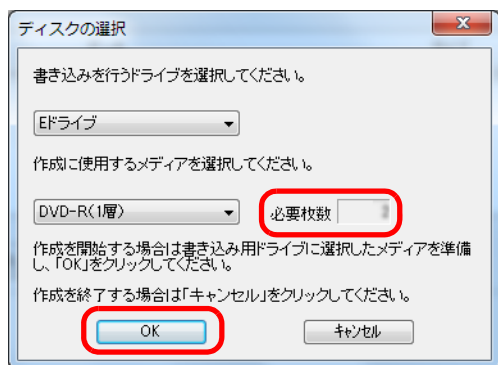 ディスクの選択
書き込みを行うドライブを選択してください。
Eドライブ
作成に使用するメディアを選択してください。
DVD-R(1層)
必要枚数
作成を開始する場合は書き込み用ドライブに選択したメディアを準備
し、「OK」をクリックしてください。
作成を終了する場合は「キャンセル」をクリックしてください。
OK
キャンセル